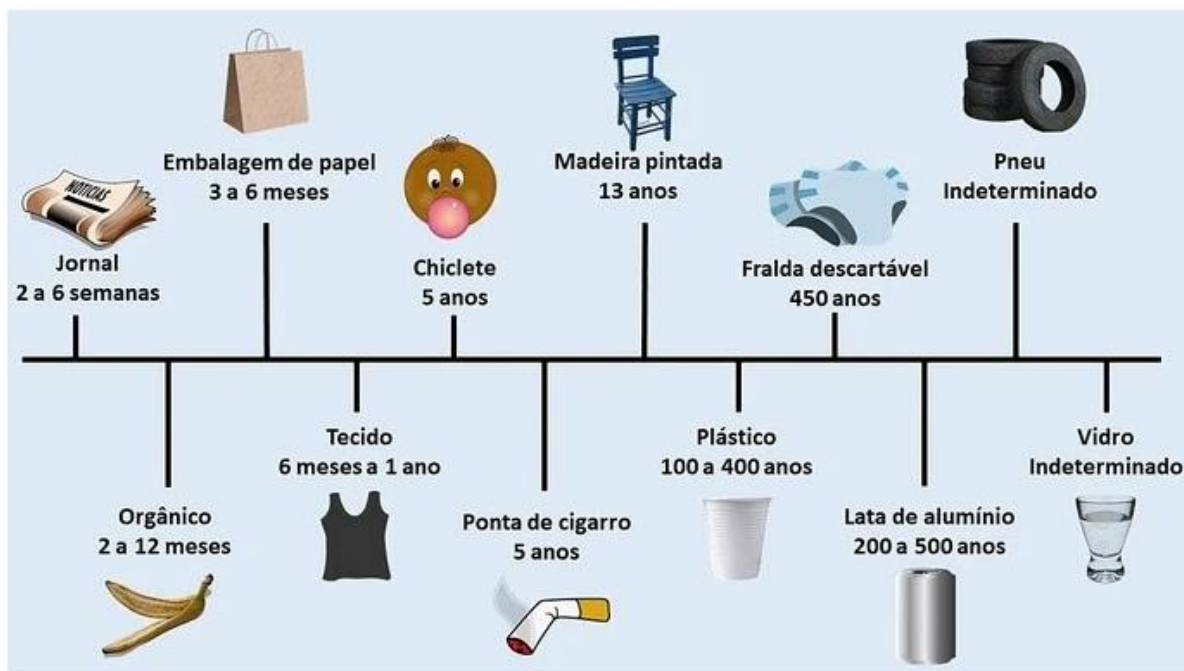 Embalagem de papel
3 a 6 meses
Madeira pintada
13 anos
Pneu
Indeterminado
NOTICIAS
Jornal
2 a 6 semanas
Chiclete
5 anos
Fralda descartável
450 anos
Tecido
6 meses a 1 ano
Plástico
100 a 400 anos
Vidro
Indeterminado
Orgânico
2 a 12 meses
Ponta de cigarro
5 anos
Lata de alumínio
200 a 500 anos